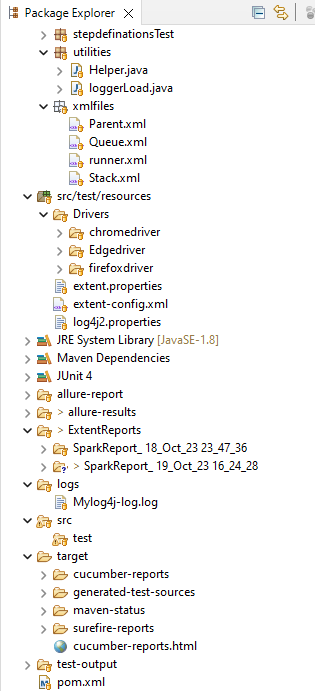 Package Explorer
stepdefinationsTest
utilities
Helper.java
loggerLoad.java
xmlfiles
Parent.xml
Queue.xml
runner.xml
Stack.xml
src/test/resources
Drivers
chromedriver
Edgedriver
firefoxdriver
extent.properties
extent-config.xml
log4j2.properties
JRE System Library [JavaSE-1.8]
Maven Dependencies
JUnit 4
allure-report
> allure-results
> ExtentReports
SparkReport_ 18_Oct_23 23_47_36
> SparkReport_ 19_Oct_23 16_24_28
logs
Mylog4j-log.log
src
test
target
cucumber-reports
generated-test-sources
maven-status
surefire-reports
cucumber-reports.html
test-output
pom.xml